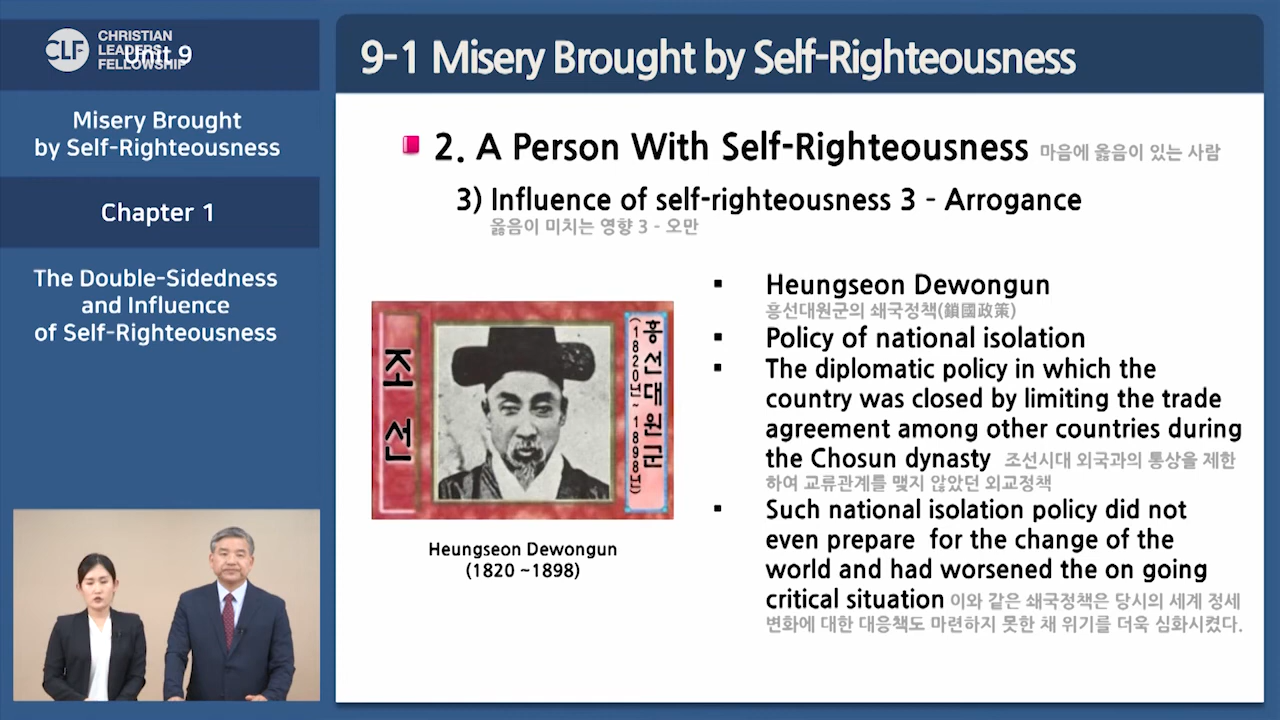 CLF CHRISTIAN
LEADERS
FELLOWSHIP
Unit 9
Misery Brought
by Self-Righteousness
Chapter 1
The Double-Sidedness
and Influence
of Self-Righteousness
9-1 Misery Brought by Self-Righteousness
2. A Person With Self-Righteousness 마음에 옳음이 있는 사람
3) Influence of self-righteousness 3 - Arrogance
옳음이 미치는 영향 3 - 오만
조선
흥선대원군
(1820년~1898년)
Heungseon Dewongun
(1820 ~1898)
▪ Heungseon Dewongun
흥선대원군의 쇄국정책(鎖國政策)
▪ Policy of national isolation
▪ The diplomatic policy in which the
country was closed by limiting the trade
agreement among other countries during
the Chosun dynasty 조선시대 외국과의 통상을 제한
하여 교류관계를 맺지 않았던 외교정책
▪ Such national isolation policy did not
even prepare for the change of the
world and had worsened the on going
critical situation 이와 같은 쇄국정책은 당시의 세계 정세
변화에 대한 대응책도 마련하지 못한 채 위기를 더욱 심화시켰다.